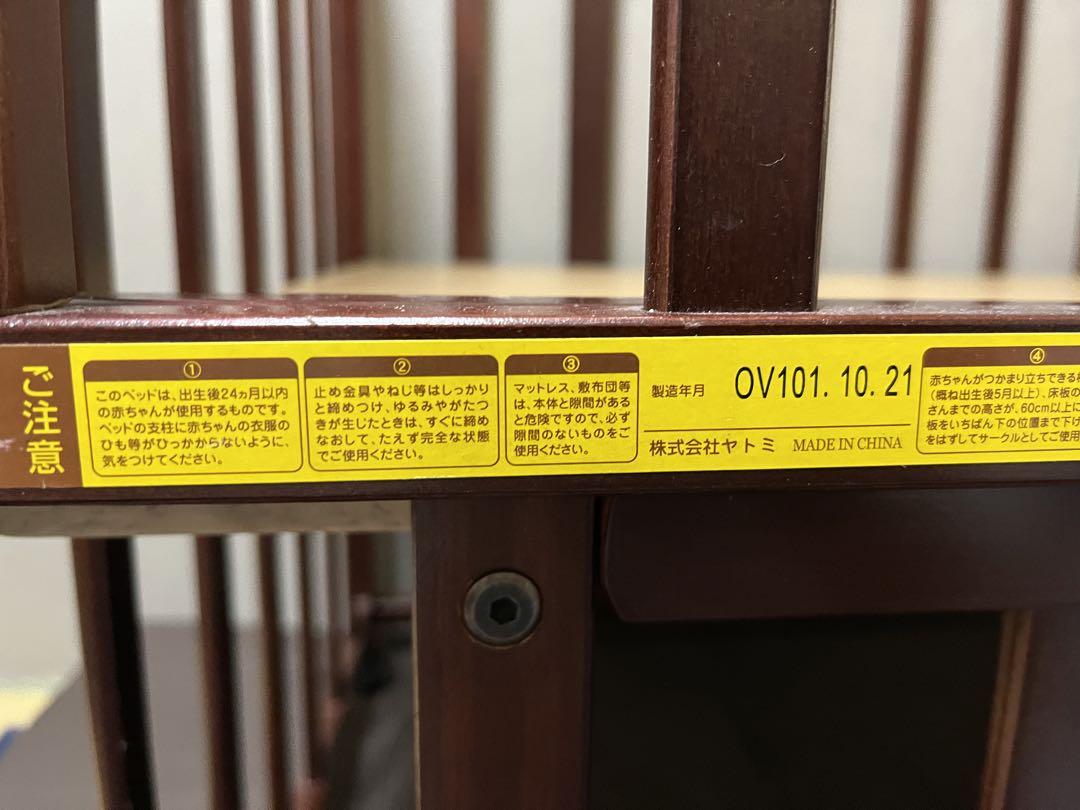 ご注意
①
このベッドは、出生後24ヵ月以内
の赤ちゃんが使用するものです。
ベッドの支柱に赤ちゃんの衣服の
ひも等がひっかからないように、
気をつけてください。
②
止め金具やねじ等はしっかり
と締めつけ、ゆるみやがたつ
きが生じたときは、すぐに締め
なおして、たえず完全な状態
でご使用ください。
③
マットレス、敷布団等
は、本体と隙間がある
と危険ですので、必ず
隙間のないものをご
使用ください。
製造年月 OV101. 10. 21
株式会社ヤトミ MADE IN CHINA
④
赤ちゃんがつかまり立ちできる
(概ね出生後5月以上)、床板の
さんまでの高さが、60cm以上に
板をいちばん下の位置まで下げ
をはずしてサークルとしてご使用